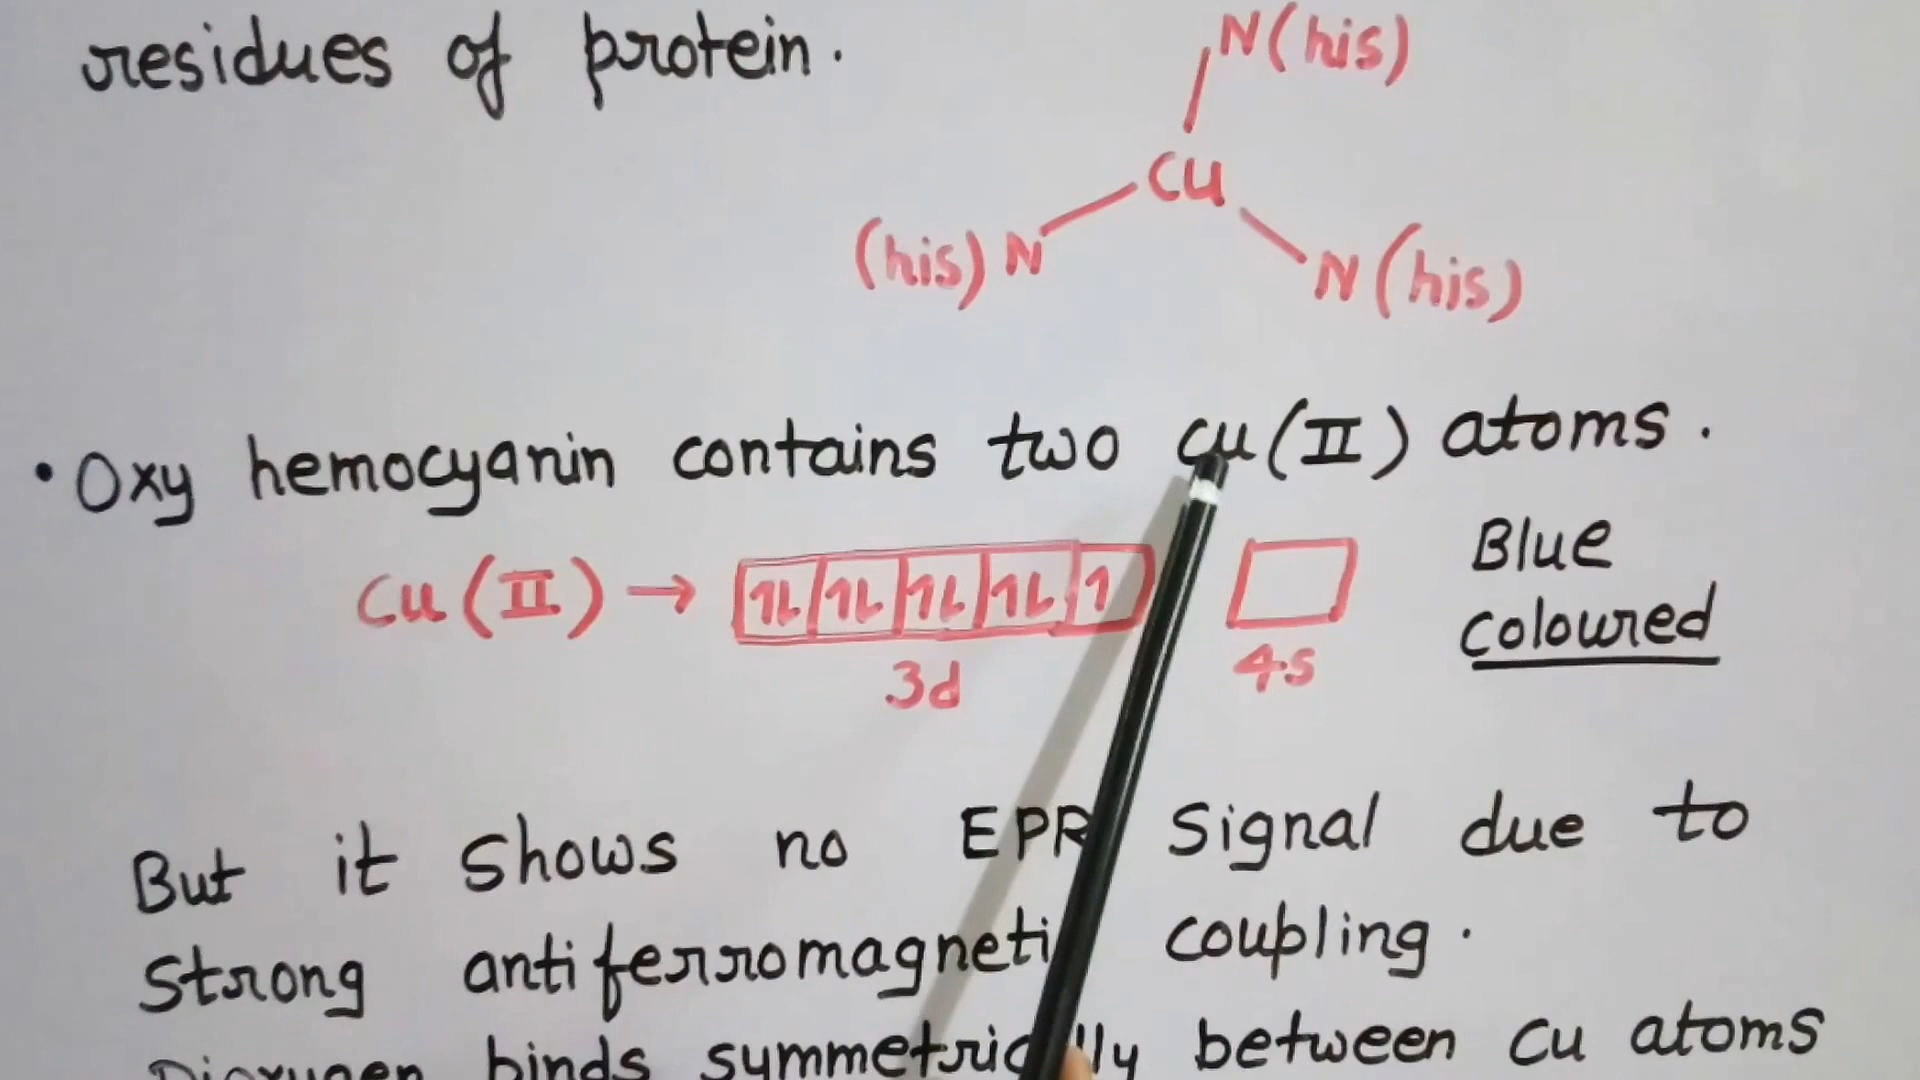 residues of protein.
N(his)
Cu
(his) N
N(his)
• Oxy hemocyanin contains two Cu(II) atoms.
Cu(II) → 1L 1L 1L 1L 1
3d
4s
Blue
coloured
But it shows no EPR signal due to
strong antiferromagneti coupling.
Dioxygen binds symmetrically between Cu atoms